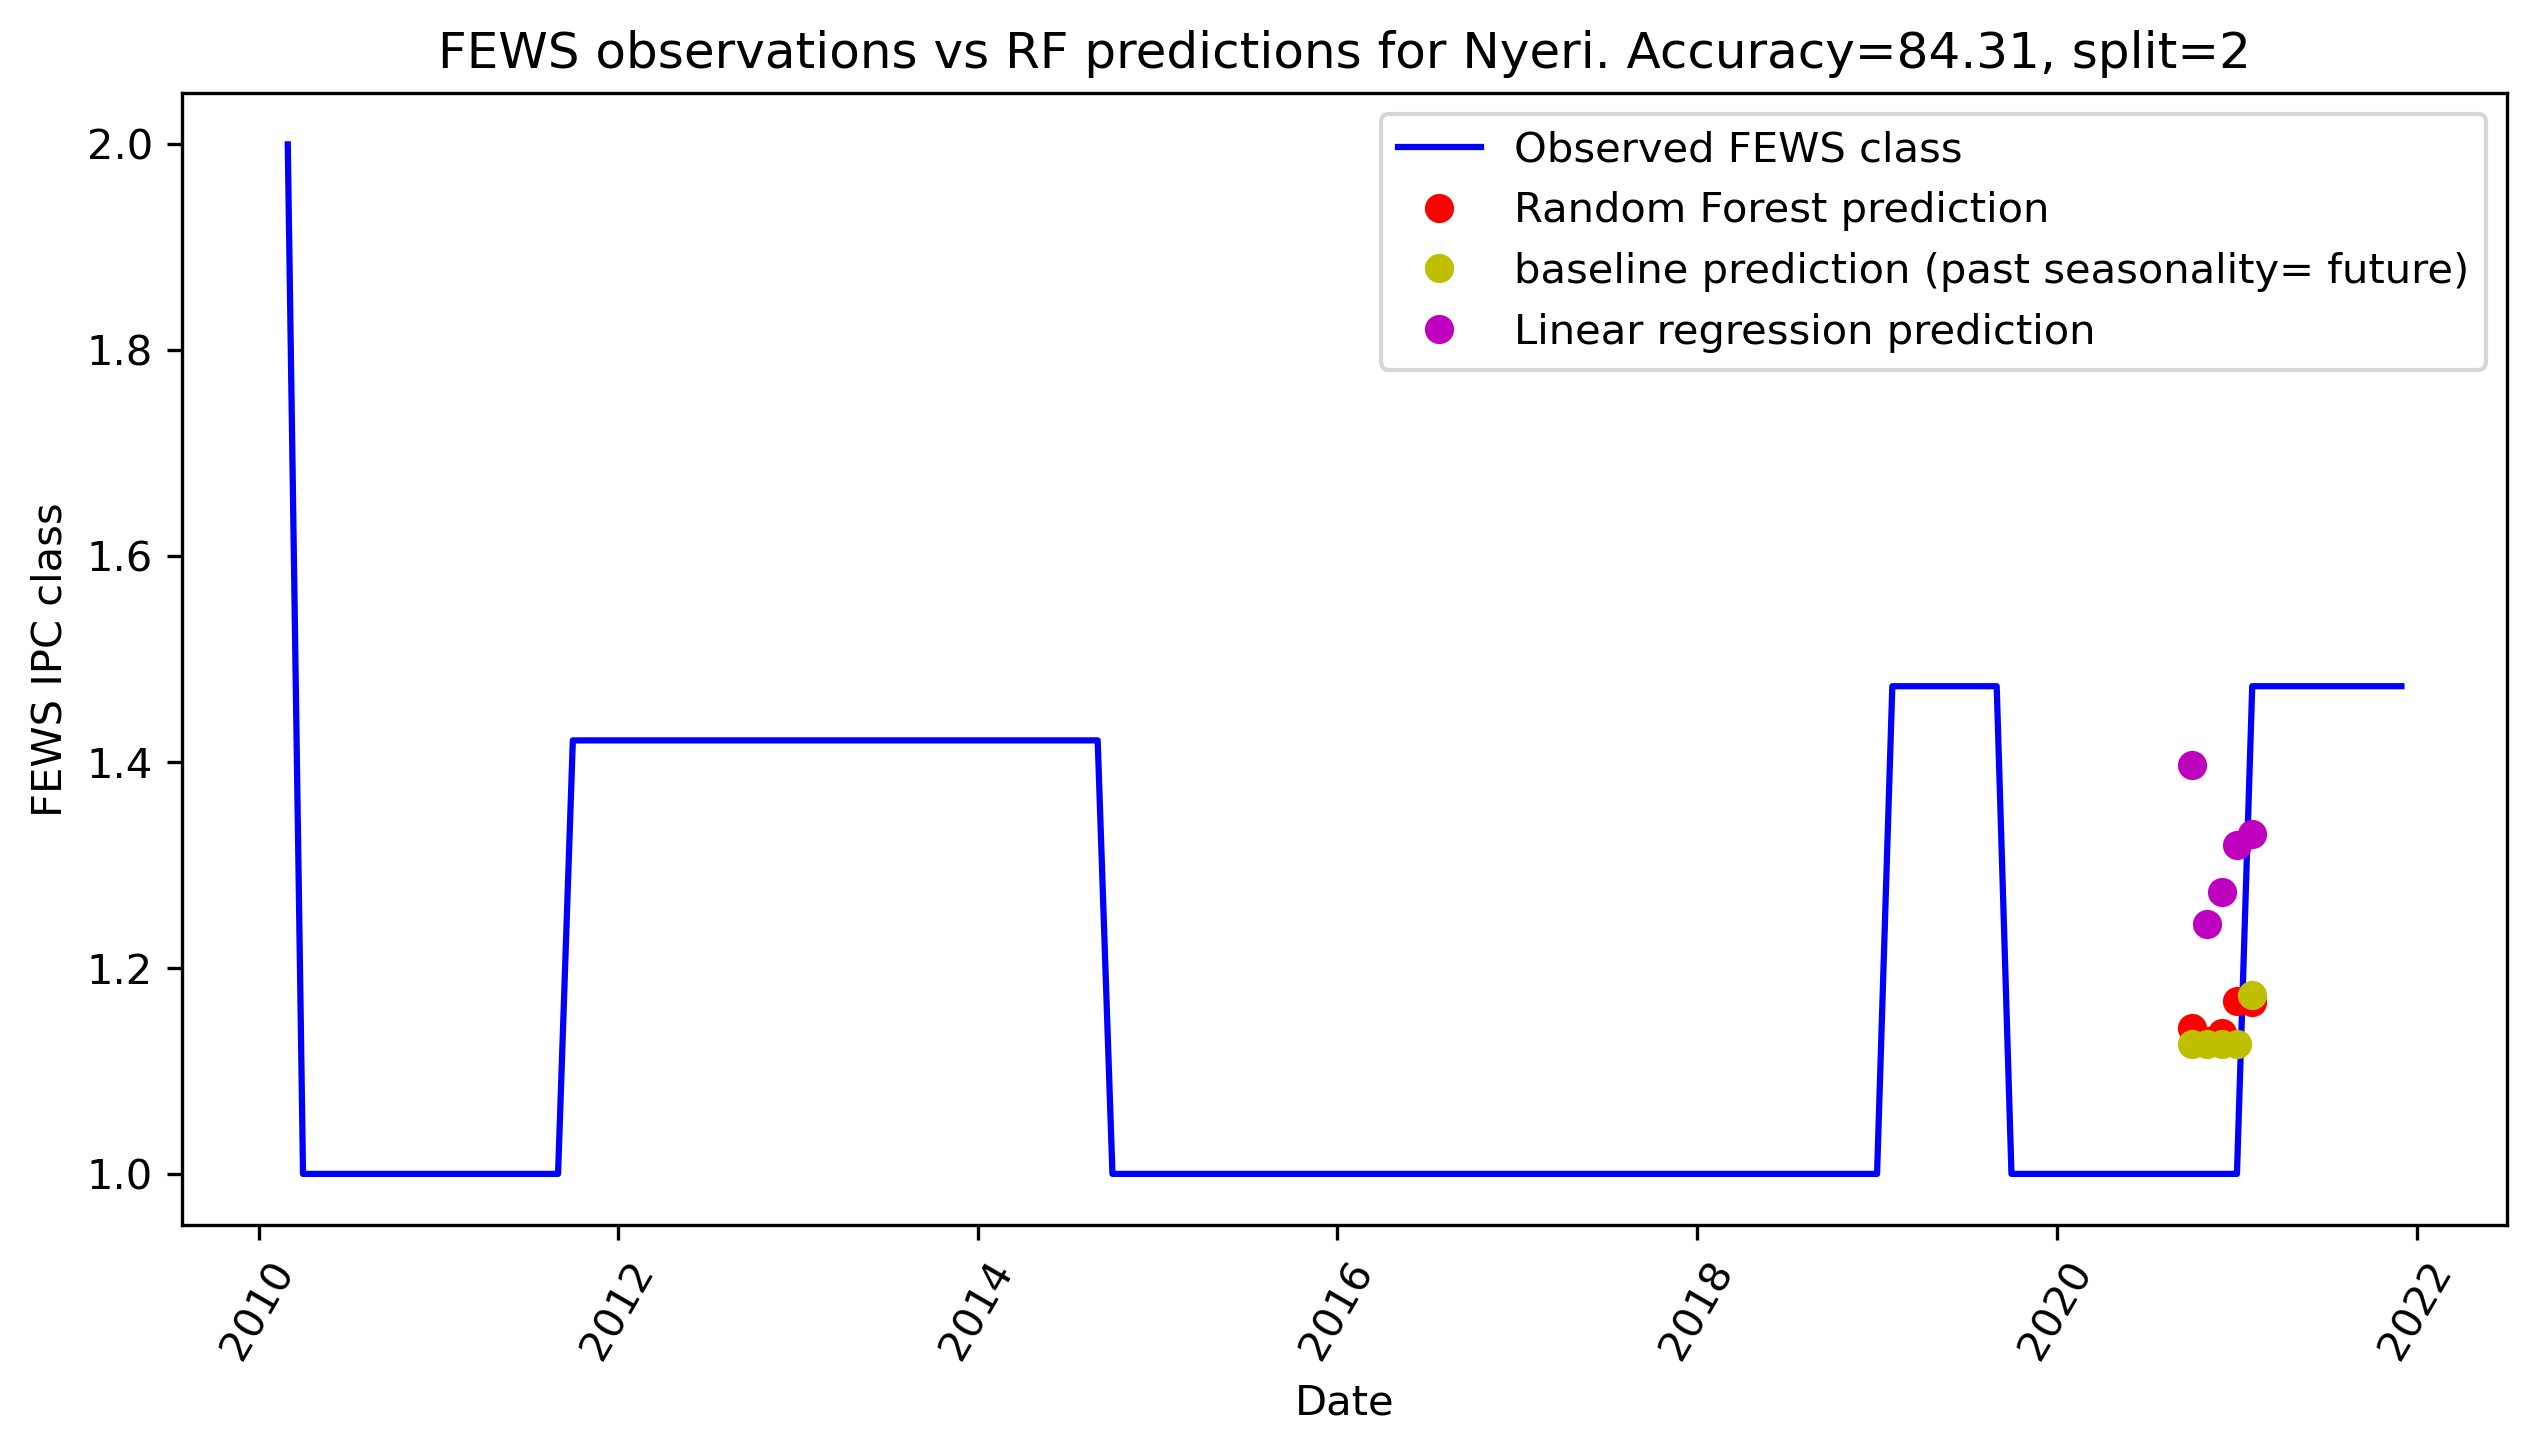 FEWS observations vs RF predictions for Nyeri. Accuracy=84.31, split=2
Observed FEWS class
Random Forest prediction
baseline prediction (past seasonality= future)
Linear regression prediction
FEWS IPC class
2.0
1.8
1.6
1.4
1.2
1.0
2010
2012
2014
2016
2018
2020
2022
Date